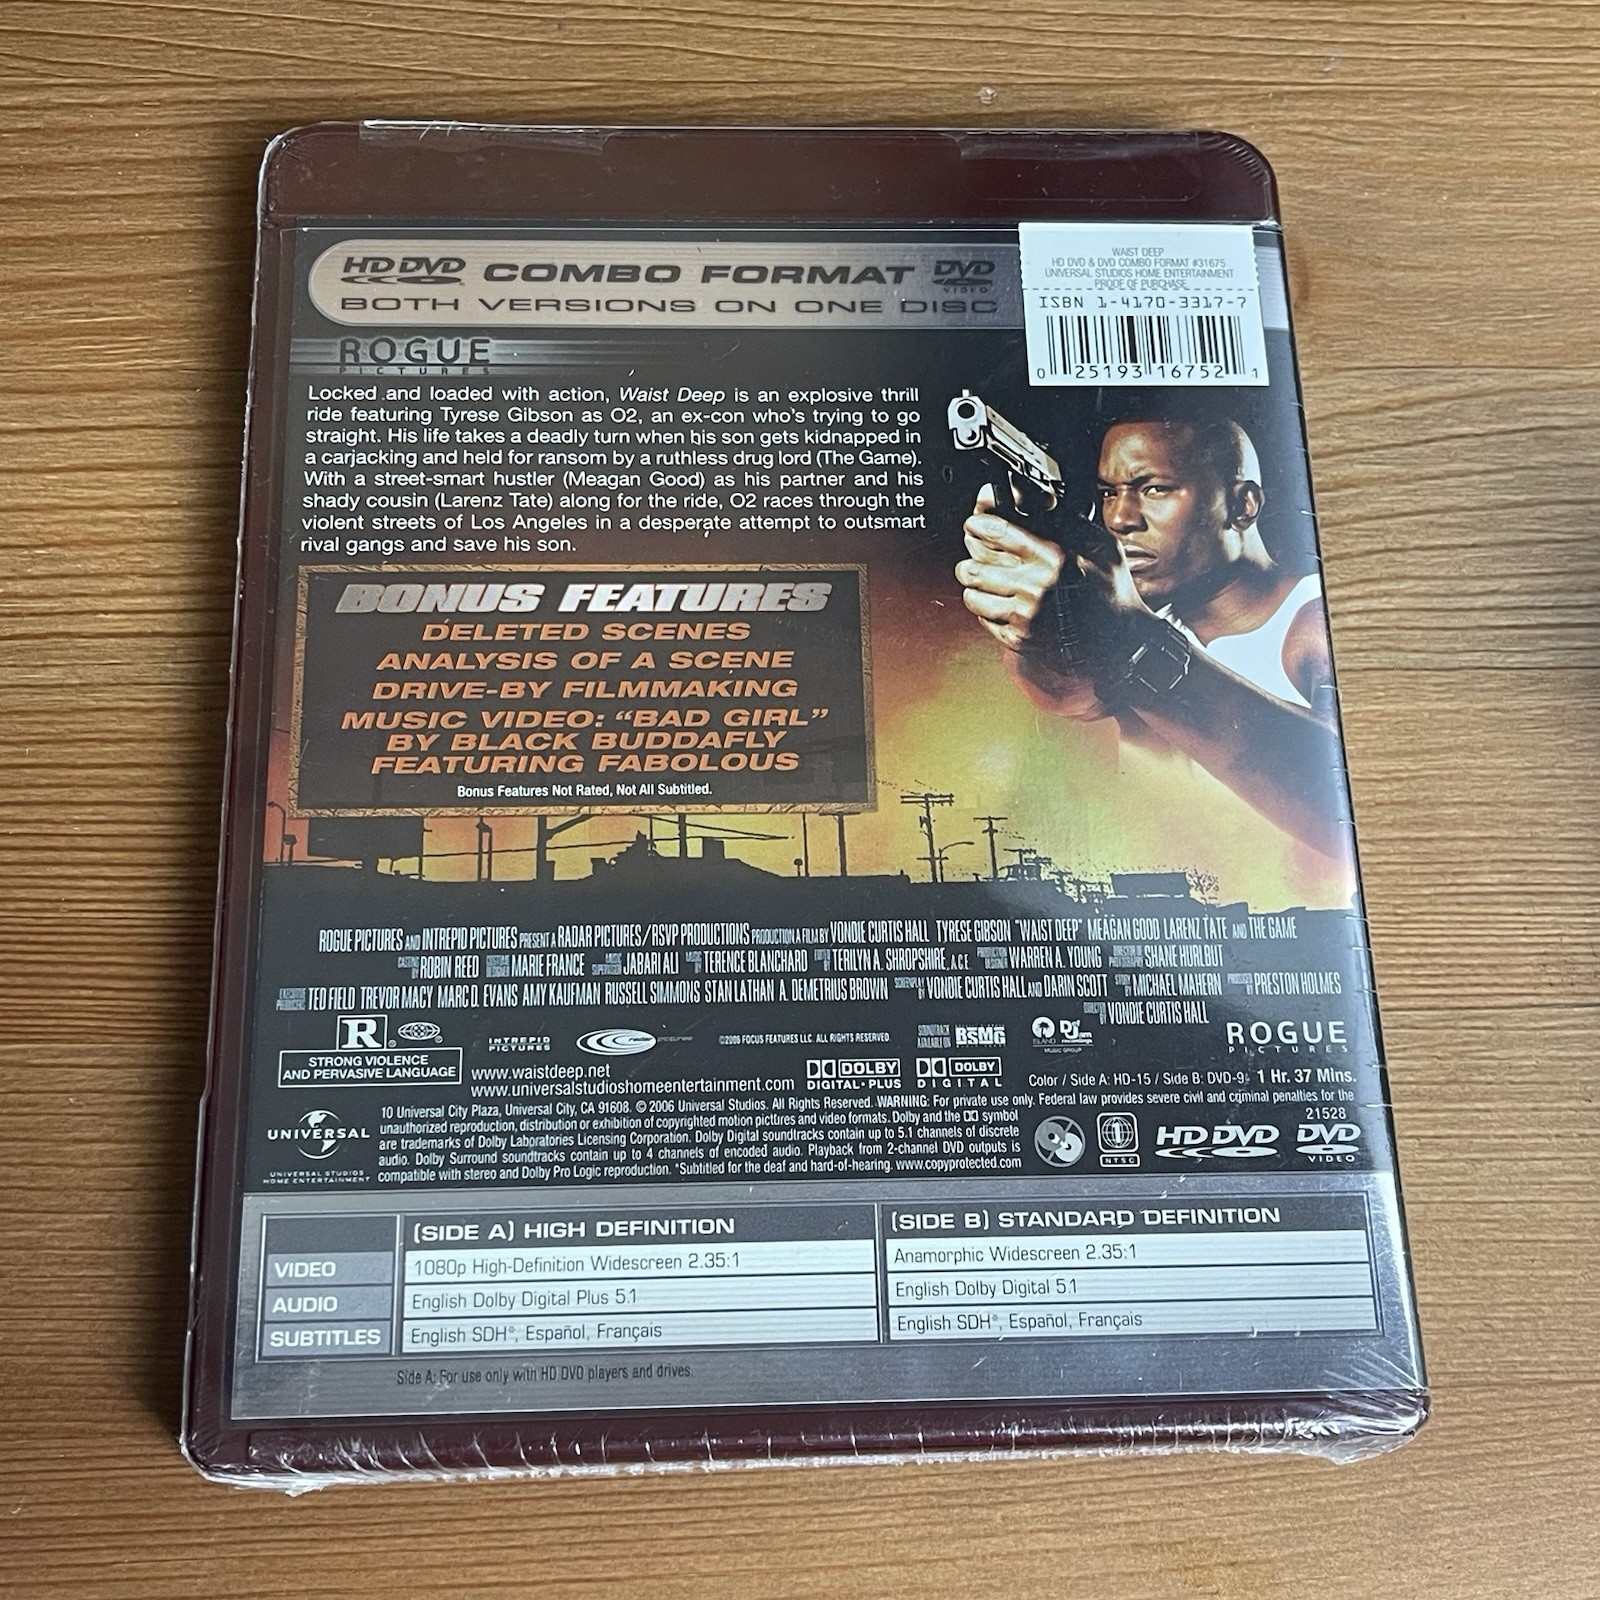 HD DVD COMBO FORMAT DVD VIDEO
BOTH VERSIONS ON ONE DISC
WAIST DEEP
HD DVD & DVD COMBO FORMAT #31675
UNIVERSAL STUDIOS HOME ENTERTAINMENT
PROOF OF PURCHASE
ISBN 1-4170-3317-7
0 25193 16752 1
ROGUE
PICTURES
Locked and loaded with action, Waist Deep is an explosive thrill
ride featuring Tyrese Gibson as O2, an ex-con who's trying to go
straight. His life takes a deadly turn when his son gets kidnapped in
a carjacking and held for ransom by a ruthless drug lord (The Game).
With a street-smart hustler (Meagan Good) as his partner and his
shady cousin (Larenz Tate) along for the ride, O2 races through the
violent streets of Los Angeles in a desperate attempt to outsmart
rival gangs and save his son.
BONUS FEATURES
DELETED SCENES
ANALYSIS OF A SCENE
DRIVE-BY FILMMAKING
MUSIC VIDEO: “BAD GIRL”
BY BLACK BUDDAFLY
FEATURING FABOLOUS
Bonus Features Not Rated, Not All Subtitled.
ROGUE PICTURES AND INTREPID PICTURES PRESENT A RADAR PICTURES/RSVP PRODUCTIONS PRODUCTION A FILM BY VONDIE CURTIS HALL TYRESE GIBSON "WAIST DEEP" MEAGAN GOOD LARENZ TATE AND THE GAME
CASTING BY ROBIN REED COSTUME DESIGNER MARIE FRANCE MUSIC SUPERVISOR JABARI ALI MUSIC BY TERENCE BLANCHARD EDITED BY TERILYN A. SHROPSHIRE, A.C.E. PRODUCTION DESIGNER WARREN A. YOUNG DIRECTOR OF PHOTOGRAPHY SHANE HURLBUT
EXECUTIVE PRODUCERS TED FIELD TREVOR MACY MARC D. EVANS AMY KAUFMAN RUSSELL SIMMONS STAN LATHAN A. DEMETRIUS BROWN SCREENPLAY BY VONDIE CURTIS HALL AND DARIN SCOTT STORY BY MICHAEL MAHERN PRODUCED BY PRESTON HOLMES
DIRECTED BY VONDIE CURTIS HALL
R
STRONG VIOLENCE
AND PERVASIVE LANGUAGE
INTREPID
PICTURES
radar pictures
©2006 FOCUS FEATURES LLC. ALL RIGHTS RESERVED.
SOUNDTRACK AVAILABLE ON RSMG
ISLAND Def Jam recordings
MUSIC GROUP
ROGUE
PICTURES
www.waistdeep.net
www.universalstudioshomeentertainment.com
DOLBY
DIGITAL PLUS
DOLBY
DIGITAL
Color / Side A: HD-15 / Side B: DVD-9 1 Hr. 37 Mins.
10 Universal City Plaza, Universal City, CA 91608. © 2006 Universal Studios. All Rights Reserved. WARNING: For private use only. Federal law provides severe civil and criminal penalties for the
unauthorized reproduction, distribution or exhibition of copyrighted motion pictures and video formats. Dolby and the DD symbol
are trademarks of Dolby Laboratories Licensing Corporation. Dolby Digital soundtracks contain up to 5.1 channels of discrete
audio. Dolby Surround soundtracks contain up to 4 channels of encoded audio. Playback from 2-channel DVD outputs is
compatible with stereo and Dolby Pro Logic reproduction. *Subtitled for the deaf and hard-of-hearing. www.copyprotected.com
21528
UNIVERSAL
UNIVERSAL STUDIOS
HOME ENTERTAINMENT
1
NTSC
HD DVD
DVD
VIDEO
(SIDE A) HIGH DEFINITION (SIDE B) STANDARD DEFINITION
VIDEO 1080p High-Definition Widescreen 2.35:1 Anamorphic Widescreen 2.35:1
AUDIO English Dolby Digital Plus 5.1 English Dolby Digital 5.1
SUBTITLES English SDH*, Español, Français English SDH*, Español, Français
Side A: For use only with HD DVD players and drives.